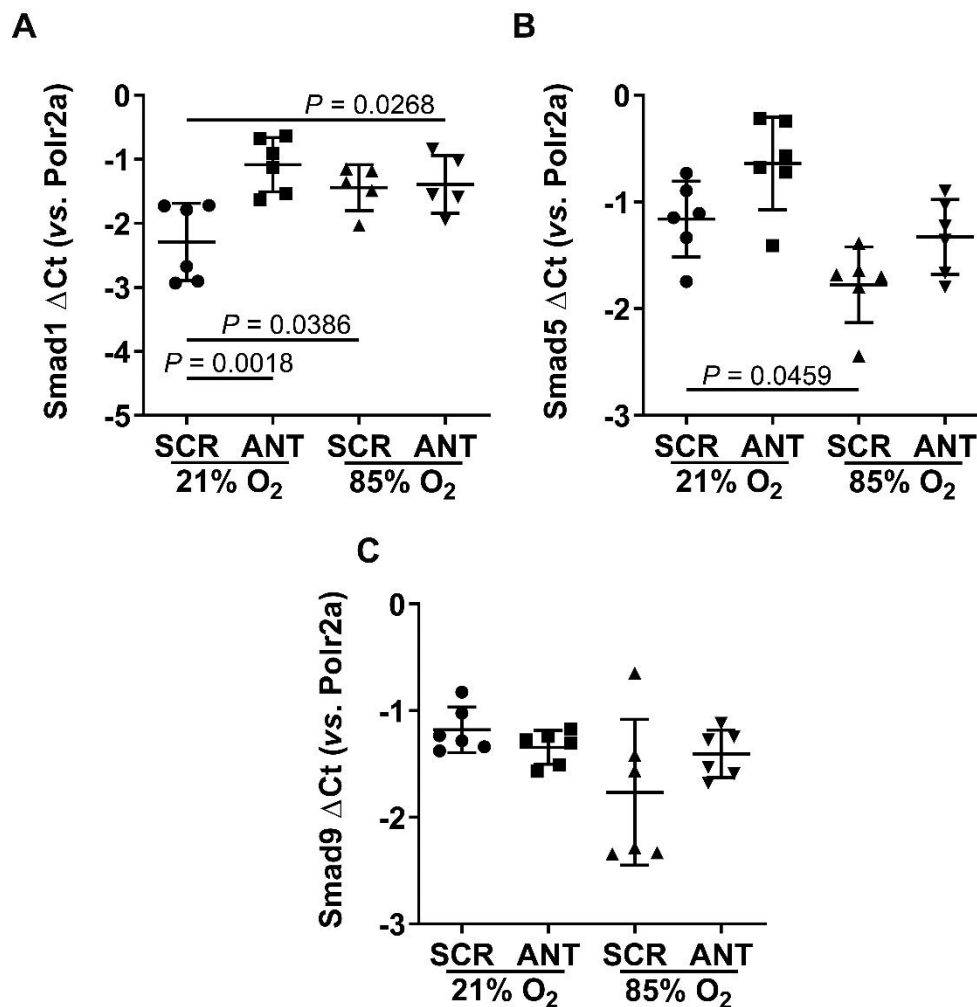 A
Smad1 ΔCt (vs. Polr2a)
0
-1
-2
-3
-4
-5
P = 0.0268
P = 0.0386
P = 0.0018
SCR ANT SCR ANT
21% O₂ 85% O₂
B
Smad5 ΔCt (vs. Polr2a)
0
-1
-2
-3
P = 0.0459
SCR ANT SCR ANT
21% O₂ 85% O₂
C
Smad9 ΔCt (vs. Polr2a)
0
-1
-2
-3
SCR ANT SCR ANT
21% O₂ 85% O₂